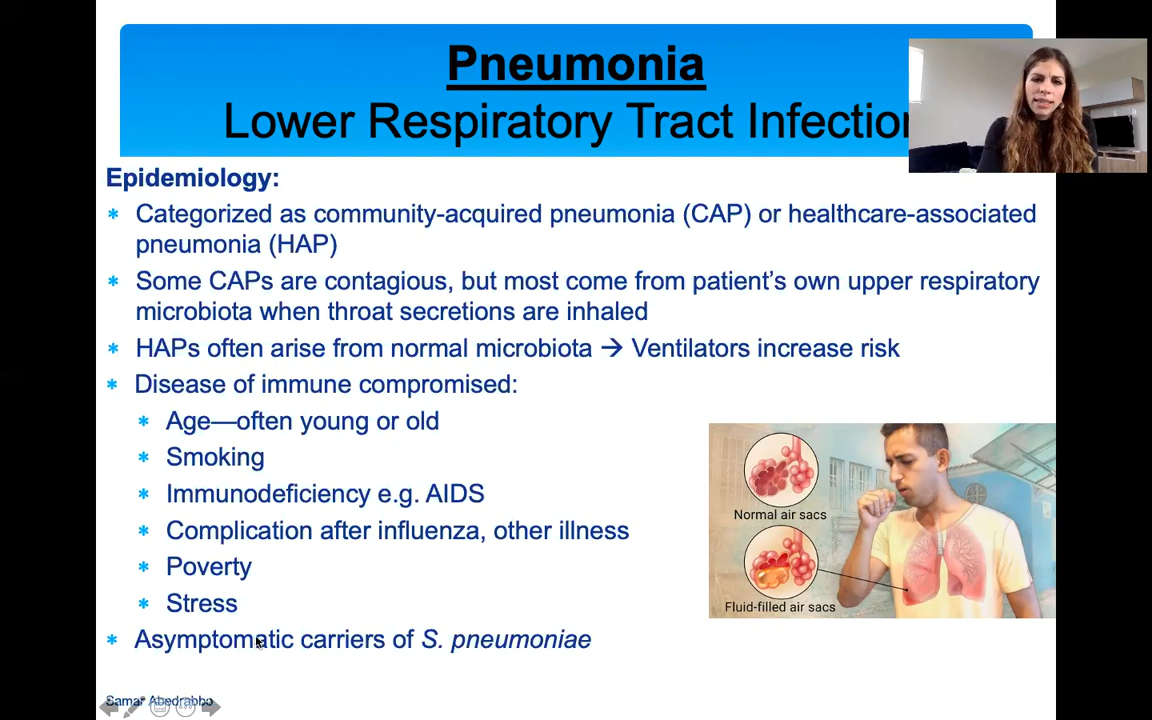 Pneumonia
Lower Respiratory Tract Infection
Epidemiology:
* Categorized as community-acquired pneumonia (CAP) or healthcare-associated
pneumonia (HAP)
* Some CAPs are contagious, but most come from patient’s own upper respiratory
microbiota when throat secretions are inhaled
* HAPs often arise from normal microbiota → Ventilators increase risk
* Disease of immune compromised:
* Age—often young or old
* Smoking
* Immunodeficiency e.g. AIDS
* Complication after influenza, other illness
* Poverty
* Stress
* Asymptomatic carriers of S. pneumoniae
Normal air sacs
Fluid-filled air sacs
Samar Abedrabbo